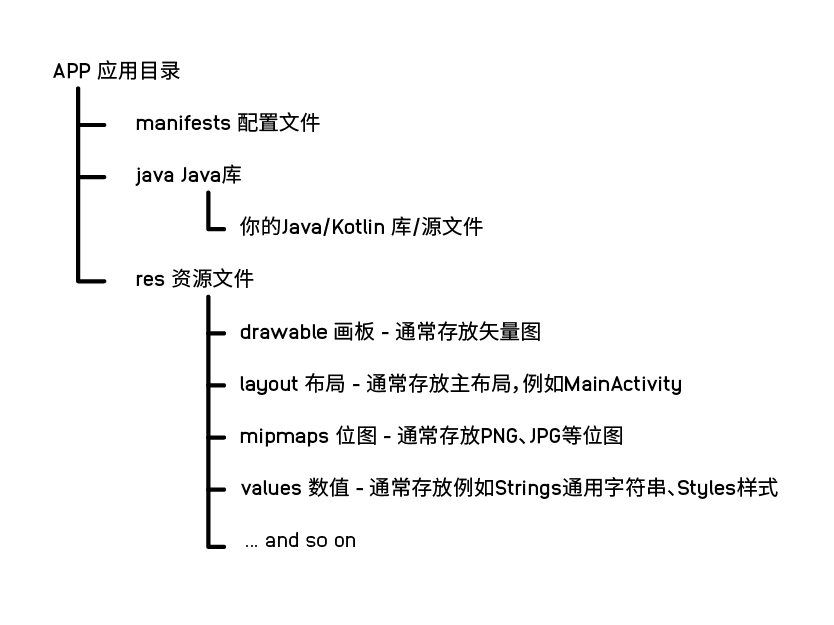 APP 应用目录
manifests 配置文件
java Java库
你的Java/Kotlin 库/源文件
res 资源文件
drawable 画板 - 通常存放矢量图
layout 布局 - 通常存放主布局，例如MainActivity
mipmaps 位图 - 通常存放PNG、JPG等位图
values 数值 - 通常存放例如Strings通用字符串、Styles样式
... and so on